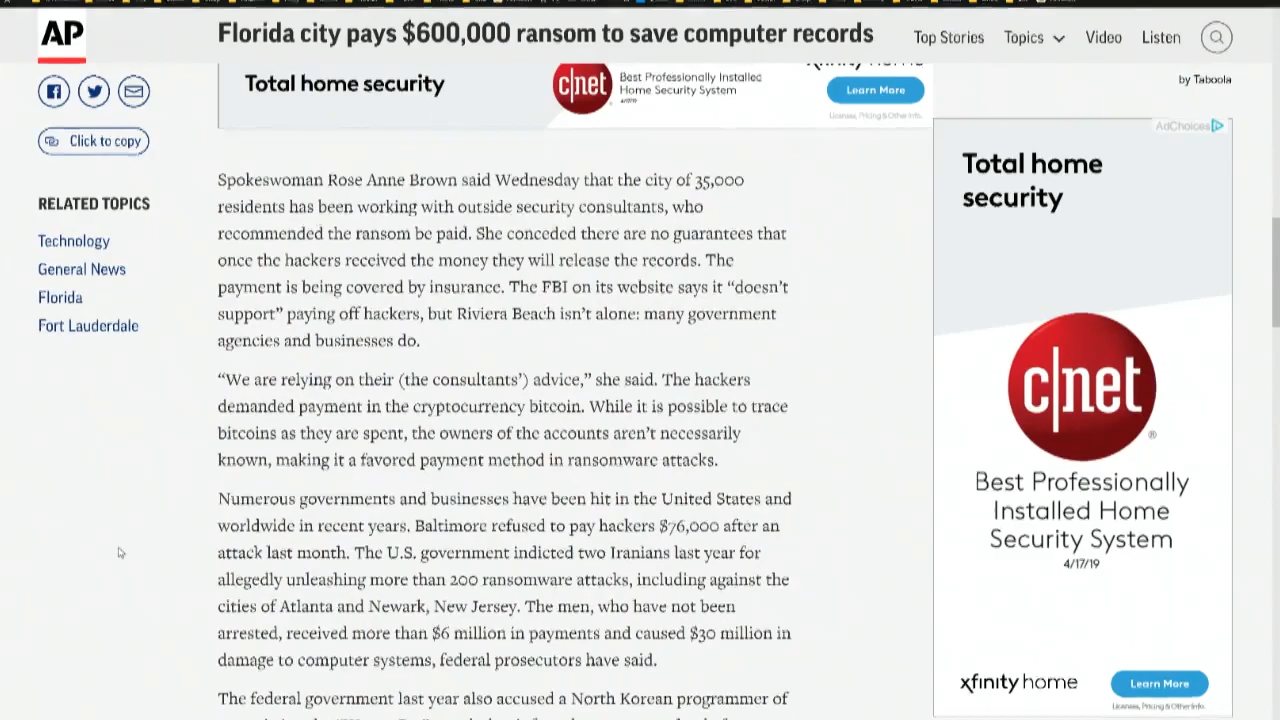 AP
Florida city pays $600,000 ransom to save computer records
Top Stories
Topics
Video
Listen
Click to copy
RELATED TOPICS
Technology
General News
Florida
Fort Lauderdale
Total home security
c|net
Best Professionally Installed
Home Security System
4/17/19
xfinity home
Learn More
Licenses, Pricing & Other Info.
Spokeswoman Rose Anne Brown said Wednesday that the city of 35,000
residents has been working with outside security consultants, who
recommended the ransom be paid. She conceded there are no guarantees that
once the hackers received the money they will release the records. The
payment is being covered by insurance. The FBI on its website says it “doesn’t
support” paying off hackers, but Riviera Beach isn’t alone: many government
agencies and businesses do.
“We are relying on their (the consultants’) advice,” she said. The hackers
demanded payment in the cryptocurrency bitcoin. While it is possible to trace
bitcoins as they are spent, the owners of the accounts aren’t necessarily
known, making it a favored payment method in ransomware attacks.
Numerous governments and businesses have been hit in the United States and
worldwide in recent years. Baltimore refused to pay hackers $76,000 after an
attack last month. The U.S. government indicted two Iranians last year for
allegedly unleashing more than 200 ransomware attacks, including against the
cities of Atlanta and Newark, New Jersey. The men, who have not been
arrested, received more than $6 million in payments and caused $30 million in
damage to computer systems, federal prosecutors have said.
The federal government last year also accused a North Korean programmer of
by Taboola
AdChoices
Total home
security
c|net
®
Best Professionally
Installed Home
Security System
4/17/19
xfinity home
Learn More
Licenses, Pricing & Other Info.